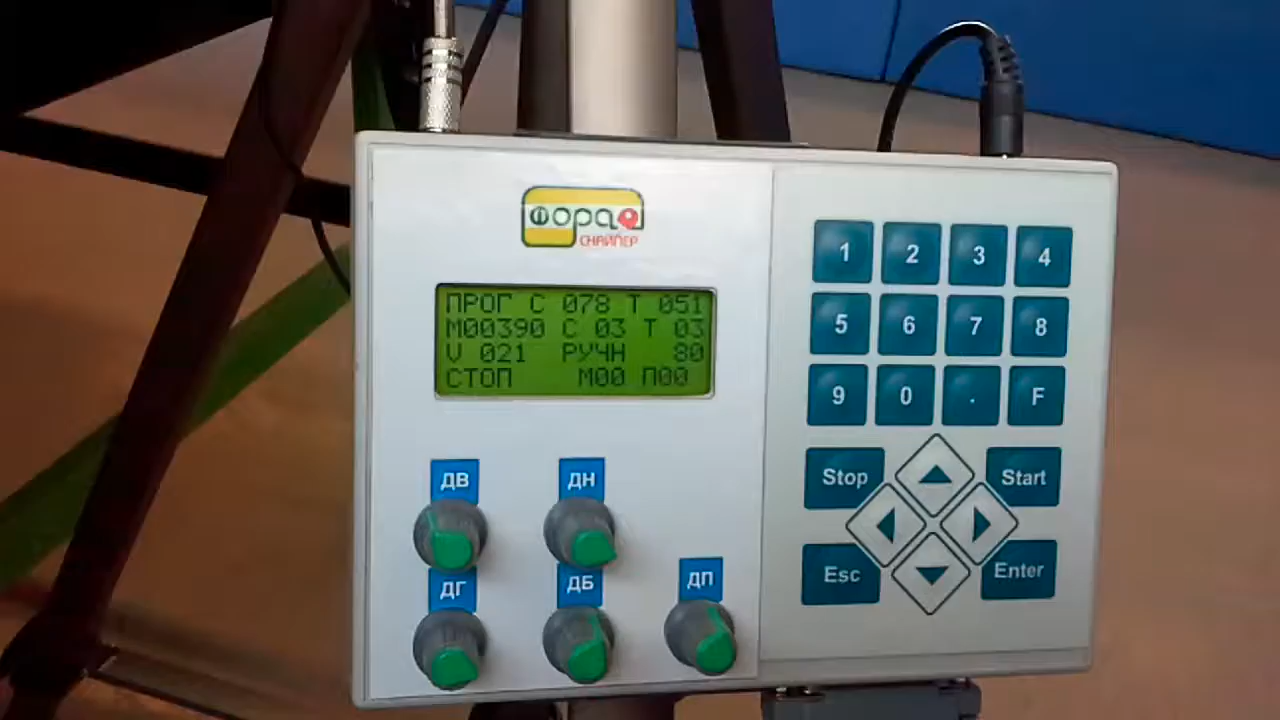 фора
СНАЙПЕР
ПРОГ С 078 Т 051
М00390 С 03 Т 03
V 021 РУЧН 80
СТОП М00 П00
ДВ ДН
ДГ ДБ ДП
1 2 3 4
5 6 7 8
9 0 . F
Stop Start
Esc Enter